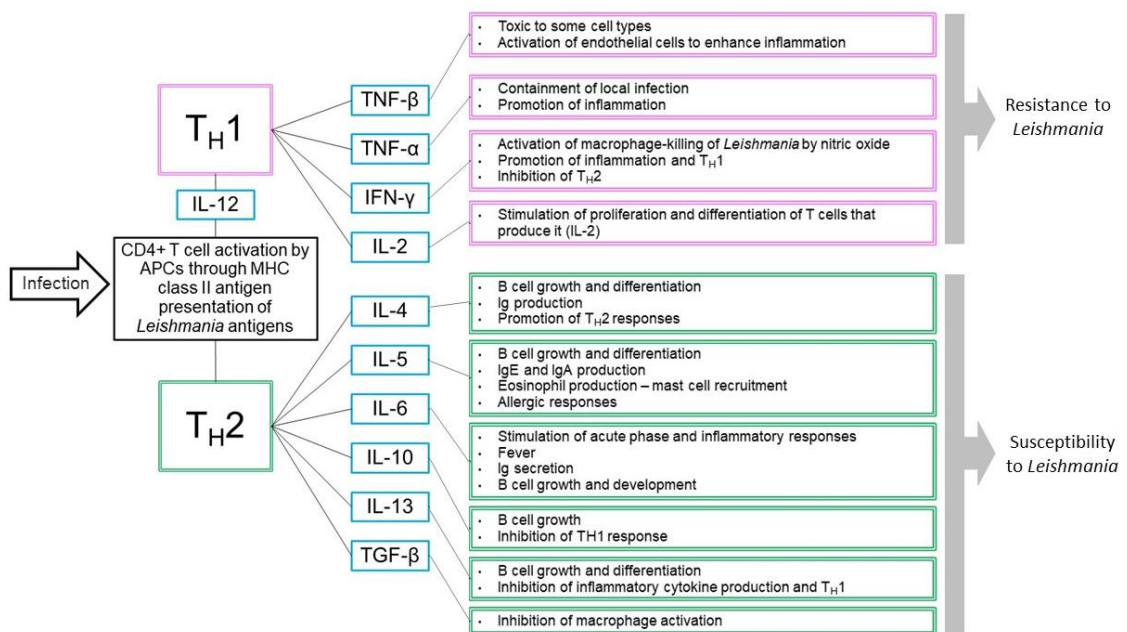 Infection
CD4+ T cell activation by
APCs through MHC
class II antigen
presentation of
Leishmania antigens
IL-12
TH1
TNF-β
TNF-α
IFN-γ
IL-2
• Toxic to some cell types
• Activation of endothelial cells to enhance inflammation
• Containment of local infection
• Promotion of inflammation
• Activation of macrophage-killing of Leishmania by nitric oxide
• Promotion of inflammation and TH1
• Inhibition of TH2
• Stimulation of proliferation and differentiation of T cells that
produce it (IL-2)
Resistance to
Leishmania
TH2
IL-4
IL-5
IL-6
IL-10
IL-13
TGF-β
• B cell growth and differentiation
• Ig production
• Promotion of TH2 responses
• B cell growth and differentiation
• IgE and IgA production
• Eosinophil production – mast cell recruitment
• Allergic responses
• Stimulation of acute phase and inflammatory responses
• Fever
• Ig secretion
• B cell growth and development
• B cell growth
• Inhibition of TH1 response
• B cell growth and differentiation
• Inhibition of inflammatory cytokine production and TH1
• Inhibition of macrophage activation
Susceptibility
to Leishmania